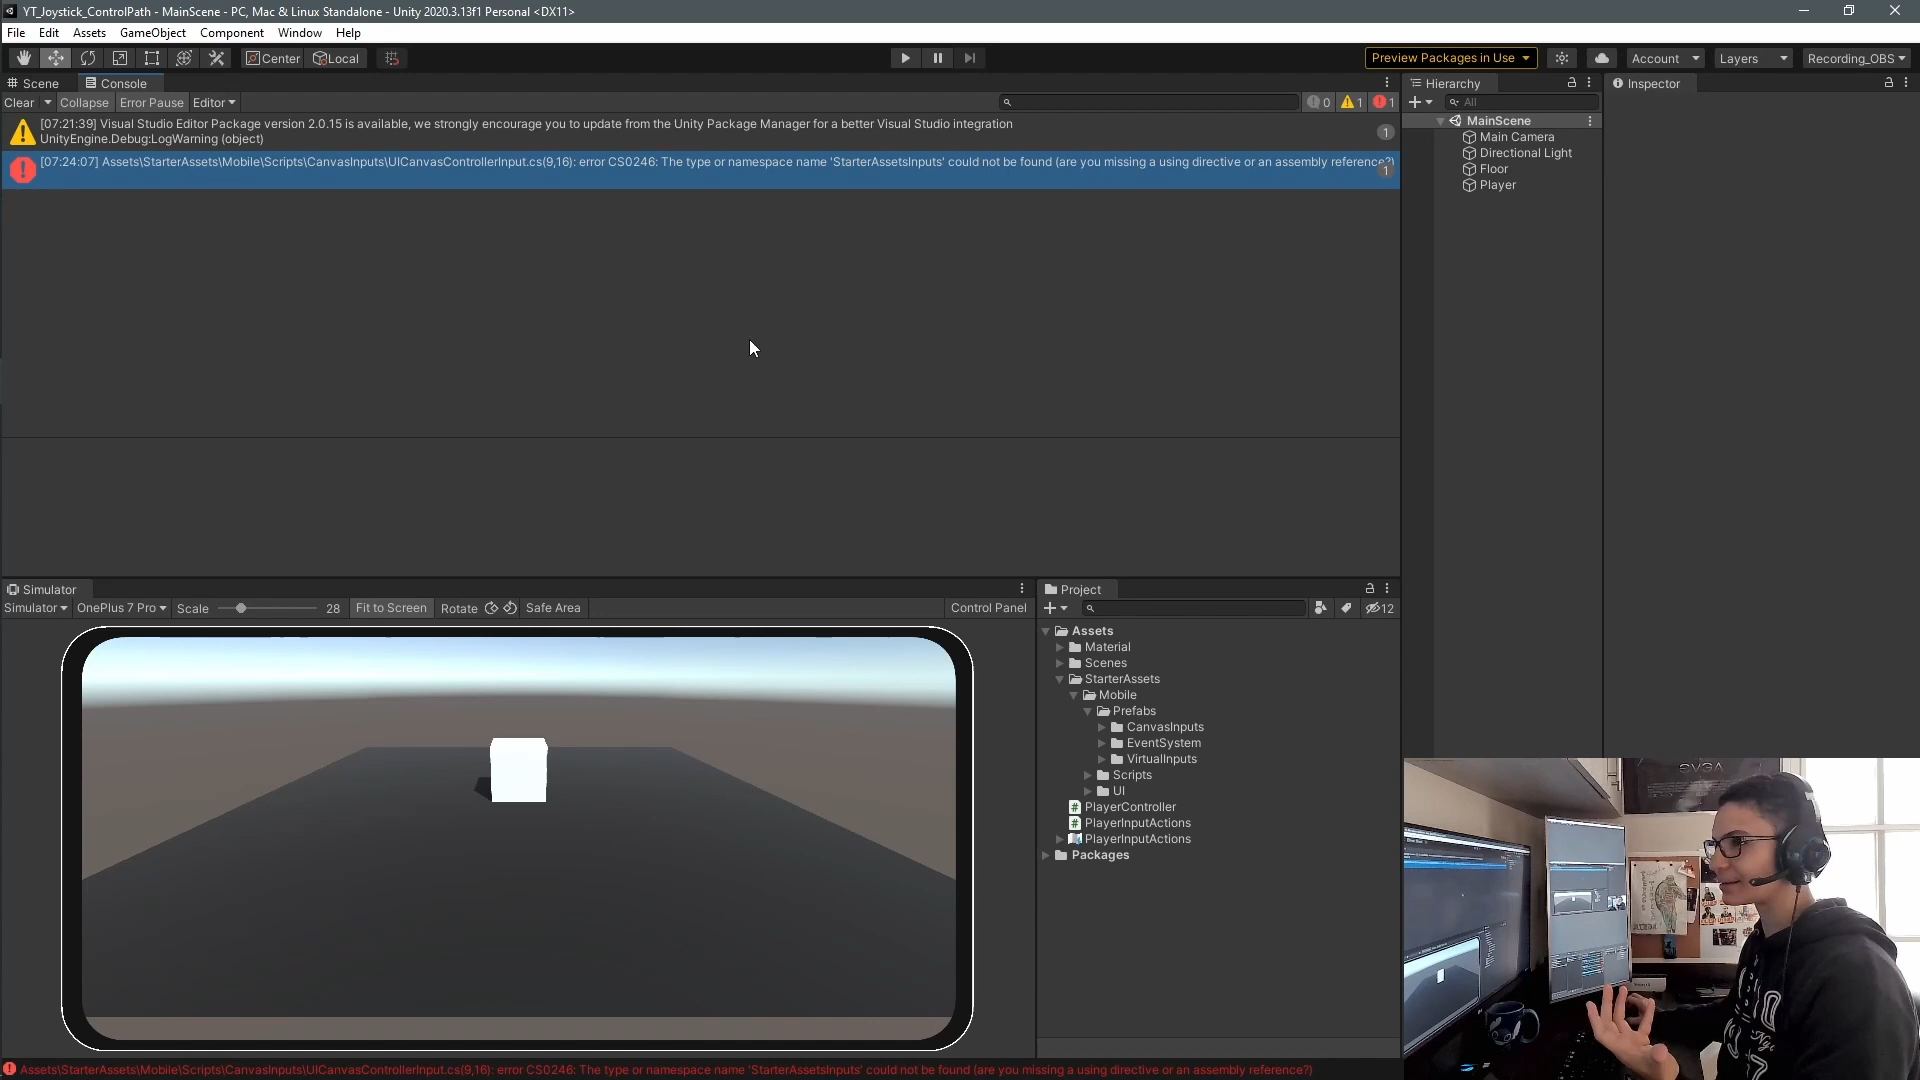 YT_Joystick_ControlPath - MainScene - PC, Mac & Linux Standalone - Unity 2020.3.13f1 Personal <DX11>
File Edit Assets GameObject Component Window Help
Center Local Preview Packages in Use Account Layers Recording_OBS
Scene Console Hierarchy Inspector
Clear Collapse Error Pause Editor 0 1 1 All
[07:21:39] Visual Studio Editor Package version 2.0.15 is available, we strongly encourage you to update from the Unity Package Manager for a better Visual Studio integration
UnityEngine.Debug:LogWarning (object)
1
[07:24:07] Assets\StarterAssets\Mobile\Scripts\CanvasInputs\UICanvasControllerInput.cs(9,16): error CS0246: The type or namespace name 'StarterAssetsInputs' could not be found (are you missing a using directive or an assembly reference?)
1
MainScene
Main Camera
Directional Light
Floor
Player
Simulator
Simulator OnePlus 7 Pro Scale 28 Fit to Screen Rotate Safe Area Control Panel
Project
12
Assets
Material
Scenes
StarterAssets
Mobile
Prefabs
CanvasInputs
EventSystem
VirtualInputs
Scripts
UI
PlayerController
PlayerInputActions
PlayerInputActions
Packages
EVGA
Assets\StarterAssets\Mobile\Scripts\CanvasInputs\UICanvasControllerInput.cs(9,16): error CS0246: The type or namespace name 'StarterAssetsInputs' could not be found (are you missing a using directive or an assembly reference?)